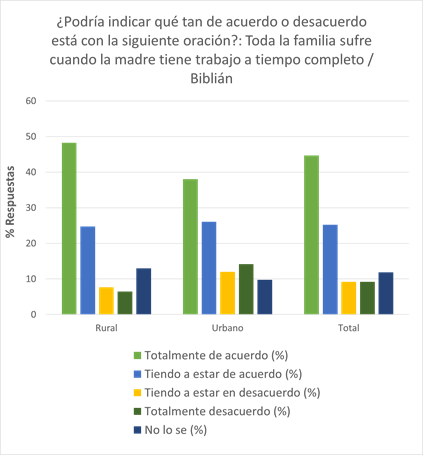 ¿Podría indicar qué tan de acuerdo o desacuerdo
está con la siguiente oración?: Toda la familia sufre
cuando la madre tiene trabajo a tiempo completo /
Biblián
% Respuestas
60
50
40
30
20
10
0
Rural
Urbano
Total
Totalmente de acuerdo (%)
Tiendo a estar de acuerdo (%)
Tiendo a estar en desacuerdo (%)
Totalmente desacuerdo (%)
No lo se (%)